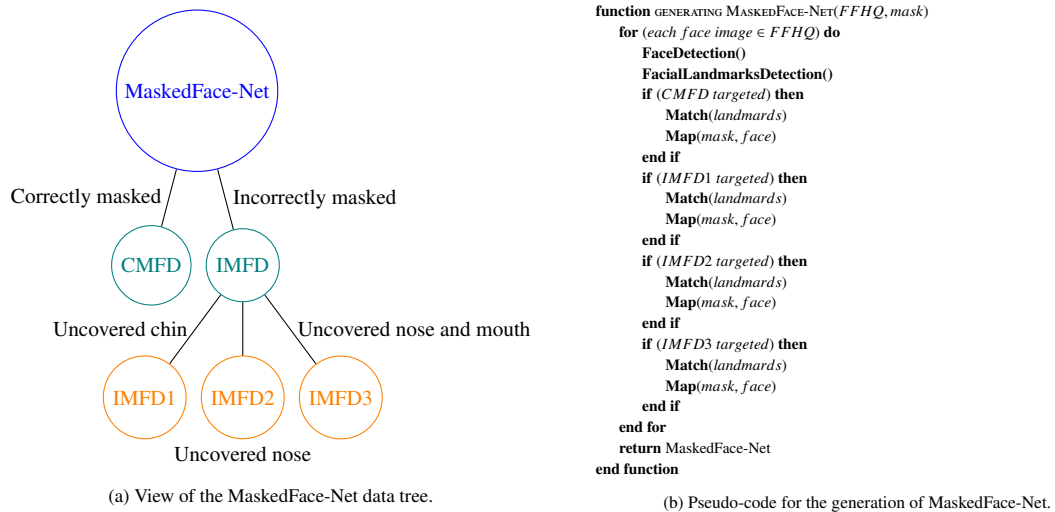 MaskedFace-Net
Correctly masked
Incorrectly masked
CMFD
IMFD
Uncovered chin
Uncovered nose and mouth
IMFD1
IMFD2
IMFD3
Uncovered nose
(a) View of the MaskedFace-Net data tree.
function GENERATING MASKEDFACE-NET(FFHQ, mask)
for (each face image ∈ FFHQ) do
FaceDetection()
FacialLandmarksDetection()
if (CMFD targeted) then
Match(landmards)
Map(mask, face)
end if
if (IMFD1 targeted) then
Match(landmards)
Map(mask, face)
end if
if (IMFD2 targeted) then
Match(landmards)
Map(mask, face)
end if
if (IMFD3 targeted) then
Match(landmards)
Map(mask, face)
end if
end for
return MaskedFace-Net
end function
(b) Pseudo-code for the generation of MaskedFace-Net.